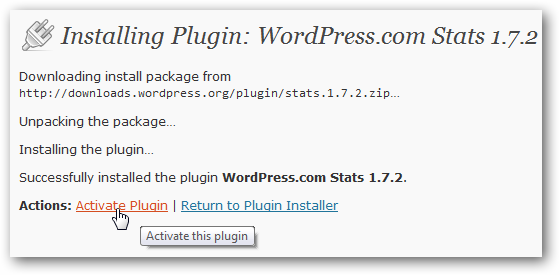 Installing Plugin: WordPress.com Stats 1.7.2
Downloading install package from
http://downloads.wordpress.org/plugin/stats.1.7.2.zip…
Unpacking the package…
Installing the plugin…
Successfully installed the plugin WordPress.com Stats 1.7.2.
Actions: Activate Plugin | Return to Plugin Installer
Activate this plugin